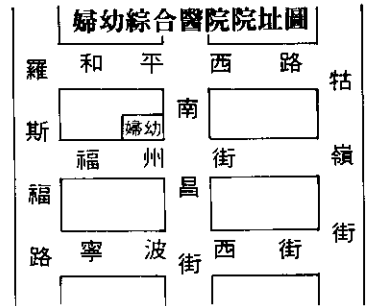 婦幼綜合醫院院址圖
和平西路
羅斯福路
南昌街
牯嶺街
婦幼
福州街
寧波西街